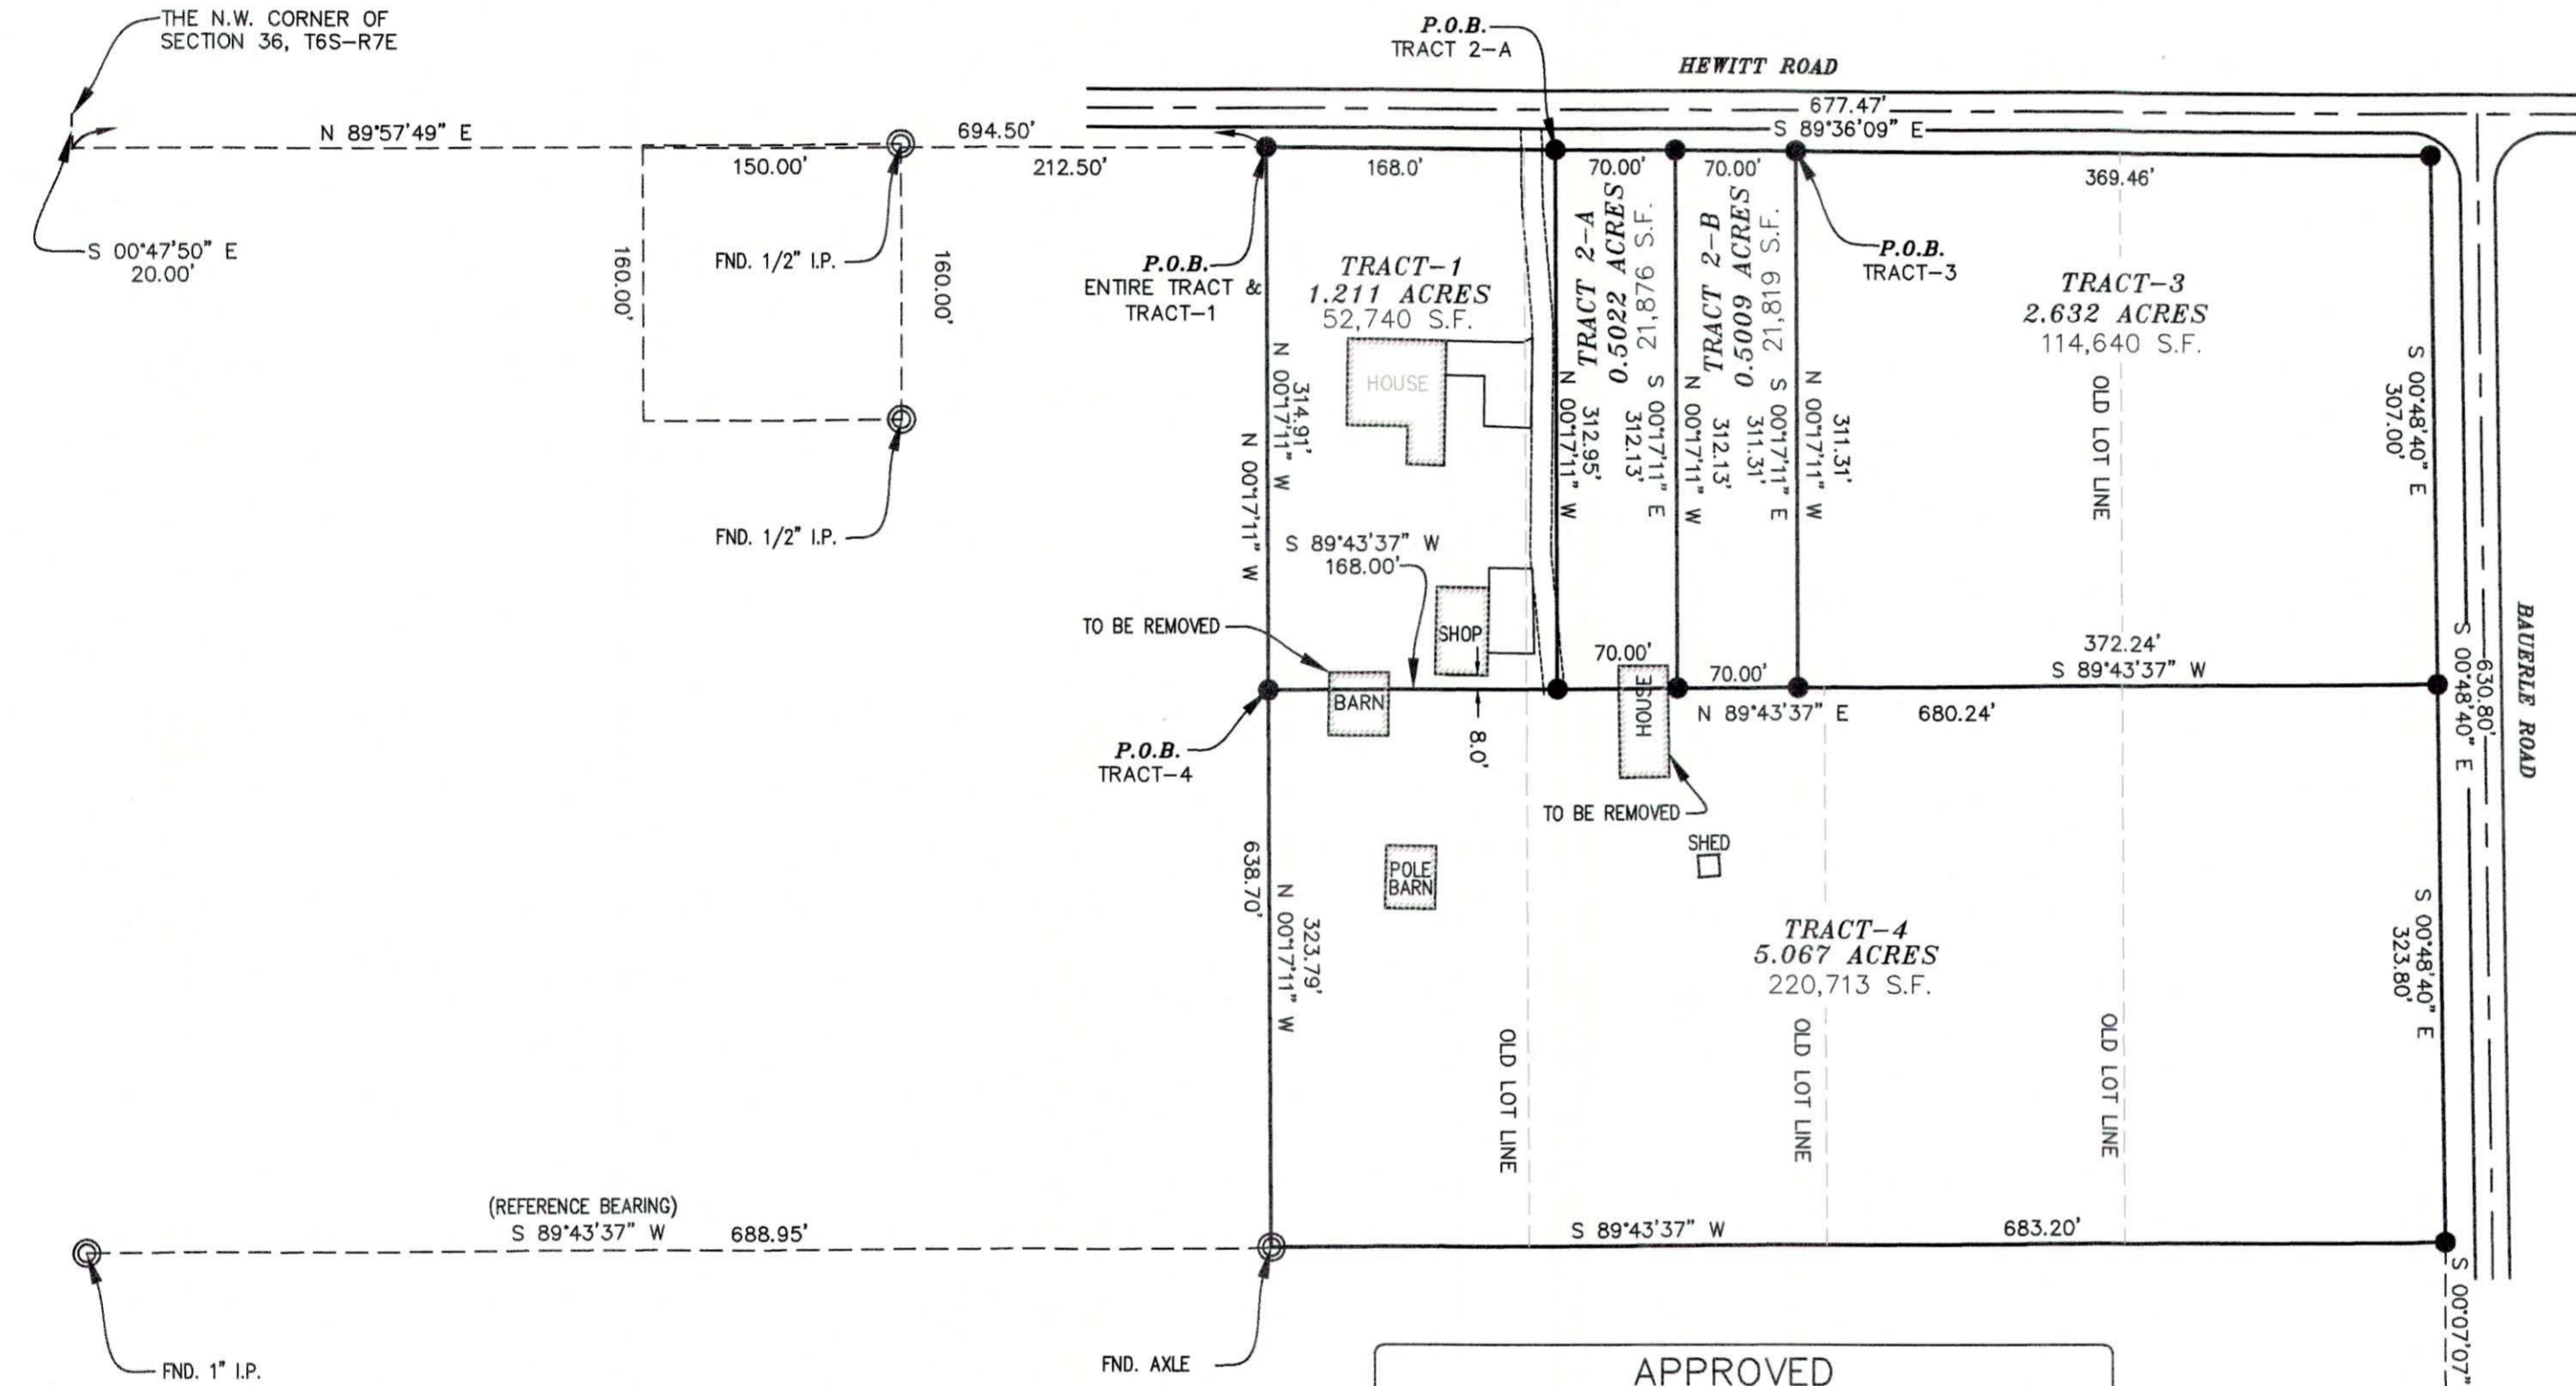 THE N.W. CORNER OF
SECTION 36, T6S-R7E
P.O.B.
TRACT 2-A
HEWITT ROAD
677.47'
S 89°36'09" E
N 89°57'49" E
694.50'
150.00'
212.50'
168.0'
70.00'
70.00'
369.46'
S 00°47'50" E
20.00'
FND. 1/2" I.P.
160.00'
160.00'
FND. 1/2" I.P.
P.O.B.
ENTIRE TRACT &
TRACT-1
TRACT-1
1.211 ACRES
52,740 S.F.
HOUSE
314.91'
N 00°17'11" W
N 00°17'11" W
S 89°43'37" W
168.00'
TRACT 2-A
0.5022 ACRES
21,876 S.F.
N 00°17'11" W
312.95'
312.13'
S 00°17'11" E
TRACT 2-B
0.5009 ACRES
21,819 S.F.
N 00°17'11" W
312.13'
311.31'
S 00°17'11" E
N 00°17'11" W
311.31'
P.O.B.
TRACT-3
TRACT-3
2.632 ACRES
114,640 S.F.
OLD LOT LINE
S 00°48'40" E
307.00'
TO BE REMOVED
SHOP
BARN
8.0'
70.00'
HOUSE
70.00'
372.24'
S 89°43'37" W
N 89°43'37" E
680.24'
S 00°48'40" E
630.80'
BAUERLE ROAD
P.O.B.
TRACT-4
TO BE REMOVED
SHED
POLE
BARN
638.70'
323.79'
N 00°17'11" W
TRACT-4
5.067 ACRES
220,713 S.F.
S 00°48'40" E
323.80'
OLD LOT LINE
OLD LOT LINE
OLD LOT LINE
(REFERENCE BEARING)
S 89°43'37" W
688.95'
S 89°43'37" W
683.20'
S 00°07'07"
FND. 1" I.P.
FND. AXLE
APPROVED